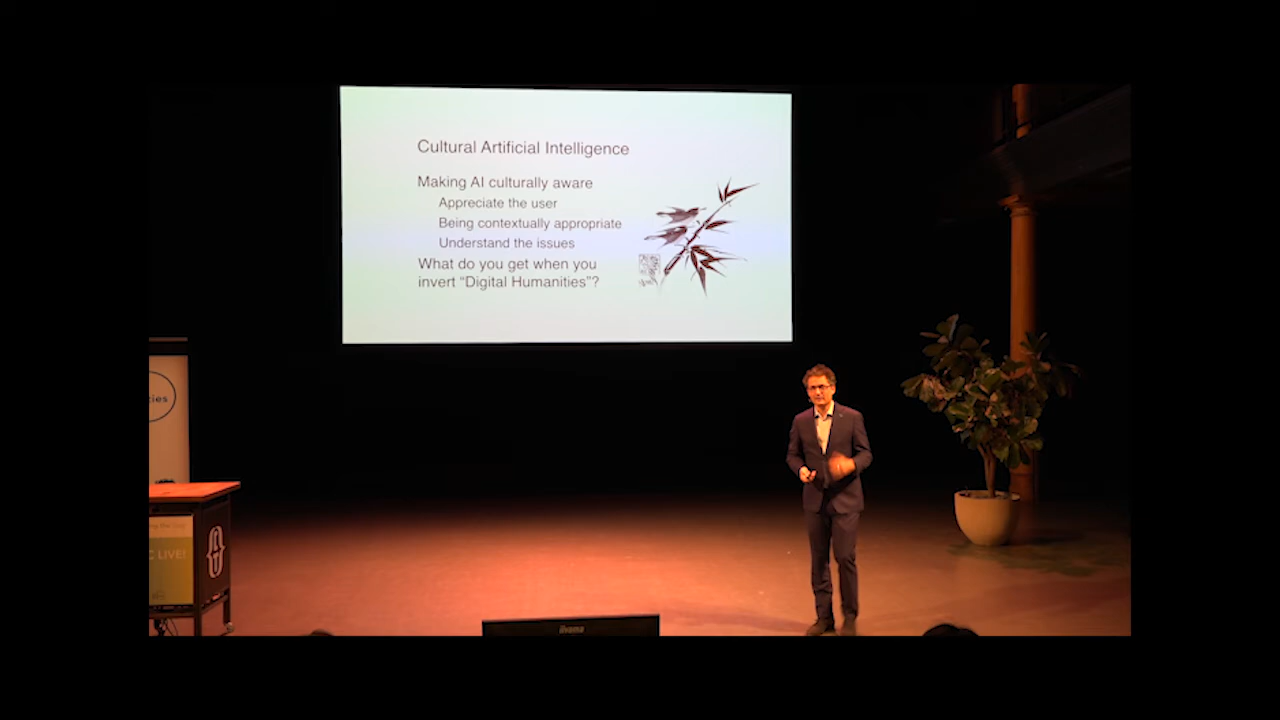 Cultural Artificial Intelligence
Making AI culturally aware
Appreciate the user
Being contextually appropriate
Understand the issues
What do you get when you
invert “Digital Humanities”?
LIVE!
iiyama